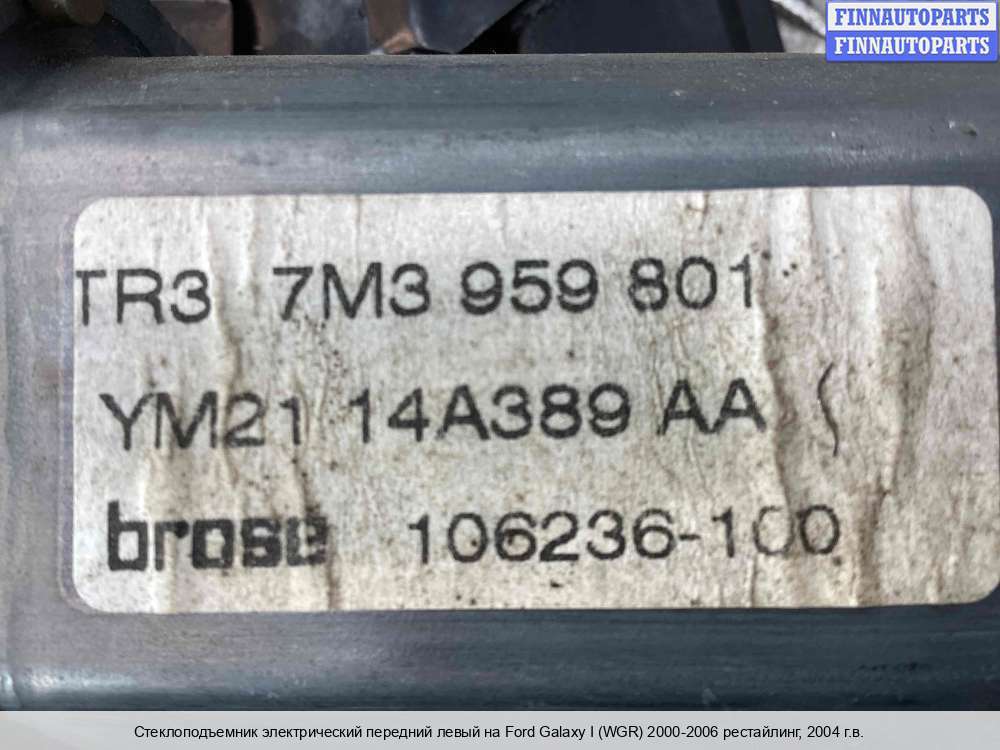 FINNAUTOPARTS
FINNAUTOPARTS
TR3 7M3 959 801
YM21 14A389 AA
brose 106236-100
Стеклоподъемник электрический передний левый на Ford Galaxy I (WGR) 2000-2006 рестайлинг, 2004 г.в.